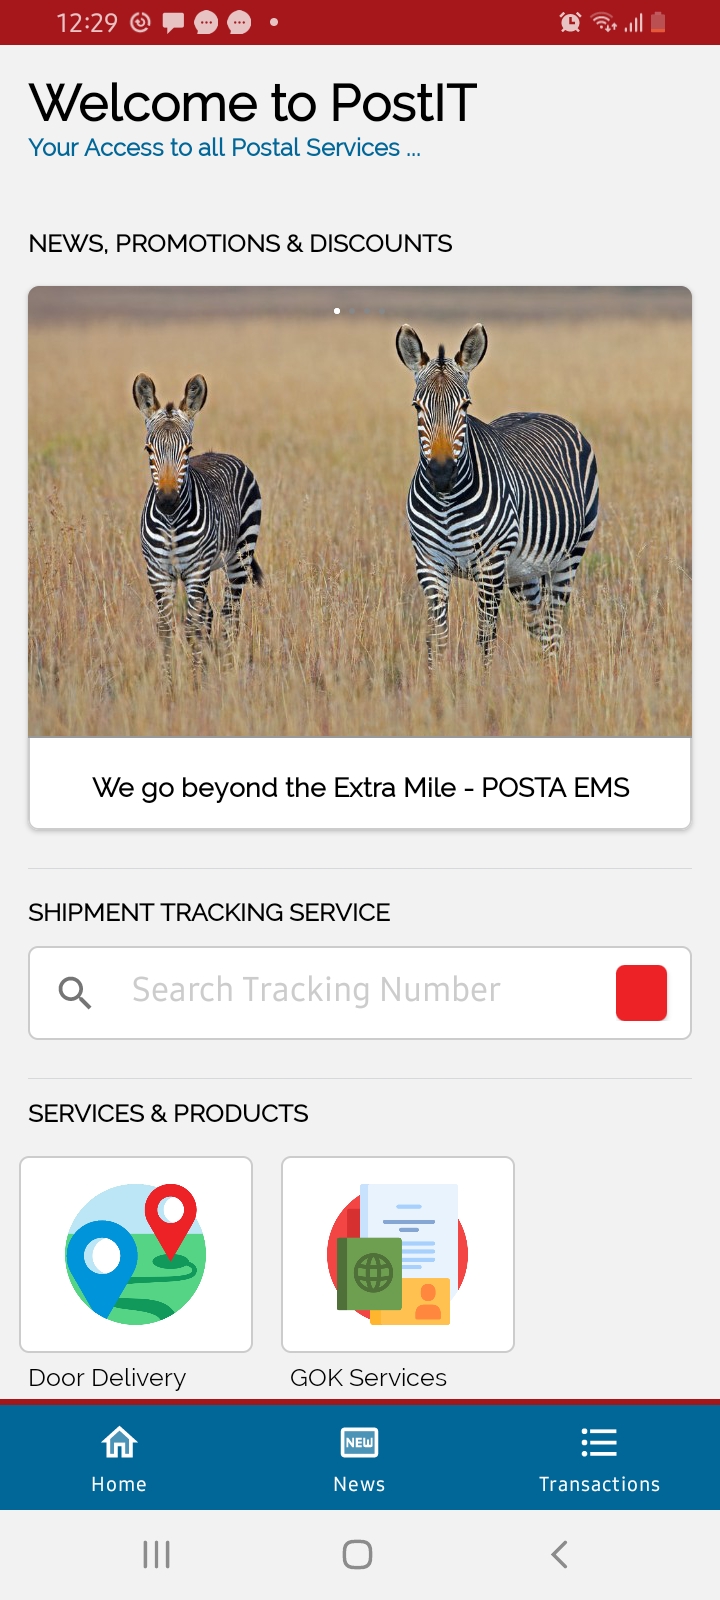 12:29
Welcome to PostIT
Your Access to all Postal Services ...
NEWS, PROMOTIONS & DISCOUNTS
We go beyond the Extra Mile - POSTA EMS
SHIPMENT TRACKING SERVICE
Search Tracking Number
SERVICES & PRODUCTS
Door Delivery
GOK Services
NEW
Home
News
Transactions